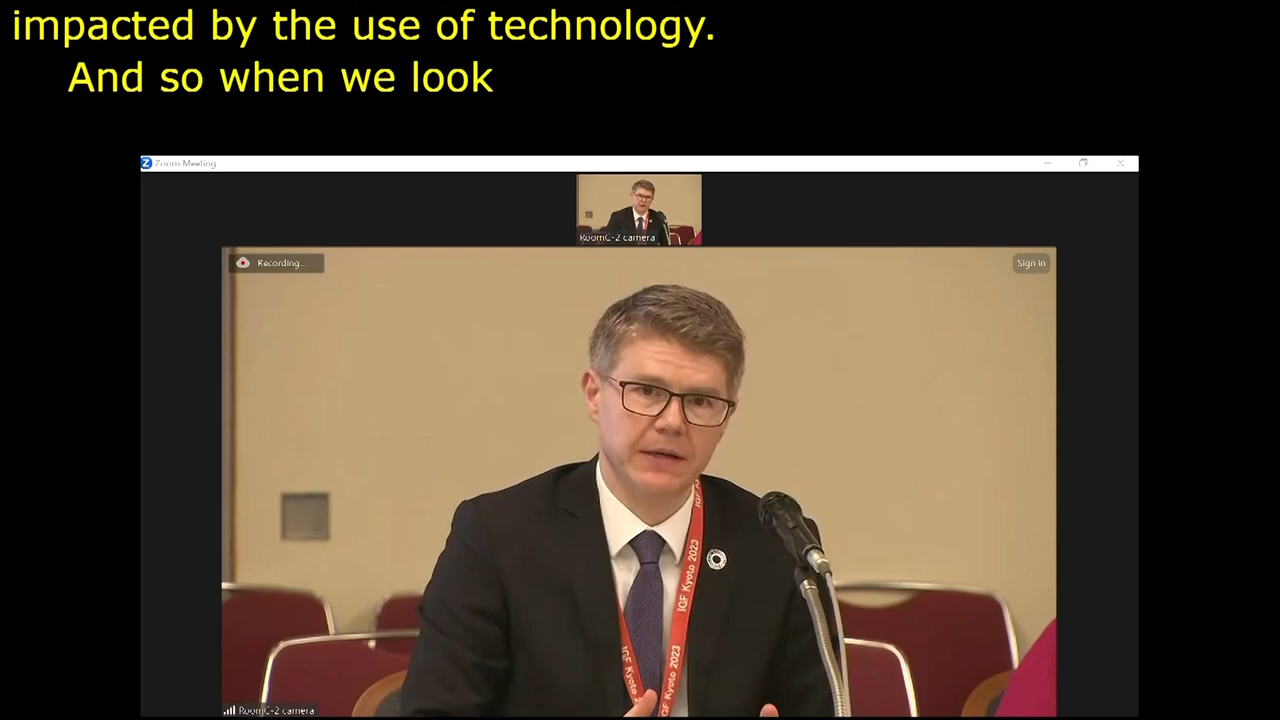 impacted by the use of technology.
And so when we look
Zoom Meeting
RoomC-2 camera
Recording...
Sign in
IGF Kyoto 2023
IGF Kyoto 2023
RoomC-2 camera